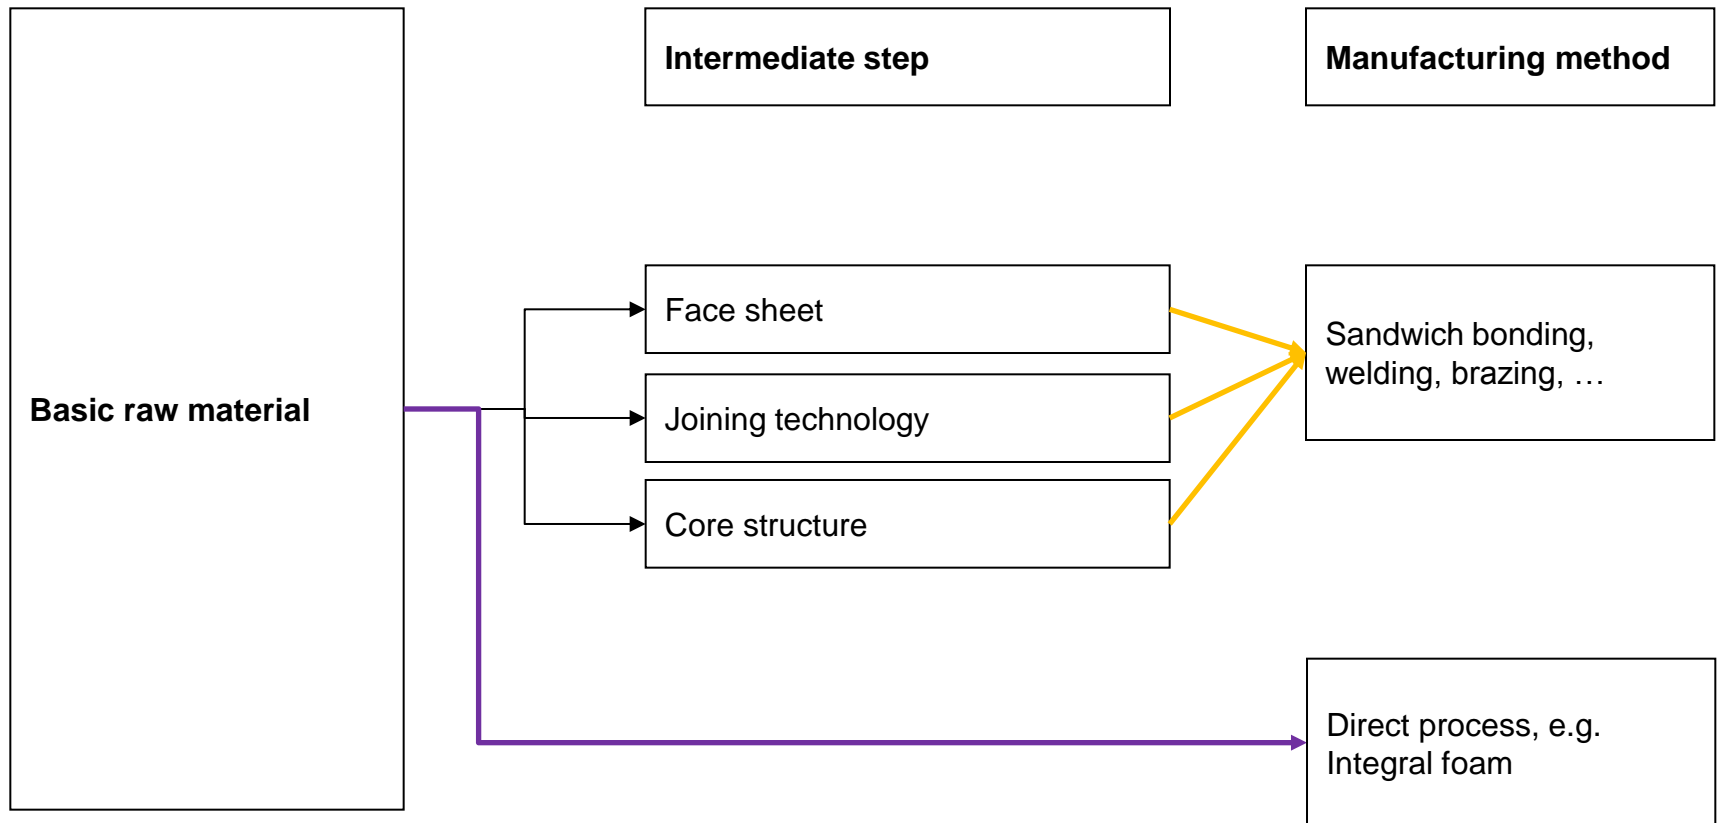 Intermediate step
Manufacturing method
Basic raw material
Face sheet
Joining technology
Core structure
Sandwich bonding,
welding, brazing, …
Direct process, e.g.
Integral foam